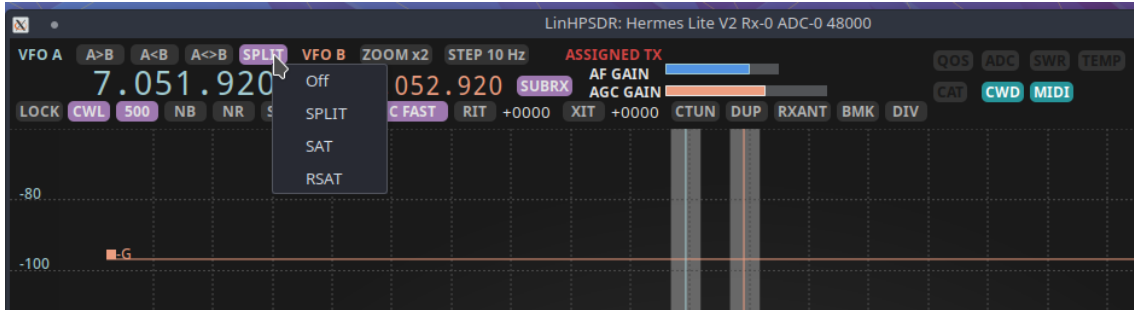 LinHPSDR: Hermes Lite V2 Rx-0 ADC-0 48000
VFO A A>B A<B A<>B SPLIT VFO B ZOOM x2 STEP 10 Hz ASSIGNED TX
QOS ADC SWR TEMP
7.051.920 052.920 SUBRX AF GAIN
AGC GAIN
CAT CWD MIDI
LOCK CWL 500 NB NR S C FAST RIT +0000 XIT +0000 CTUN DUP RXANT BMK DIV
Off
SPLIT
SAT
RSAT
-80
-G
-100